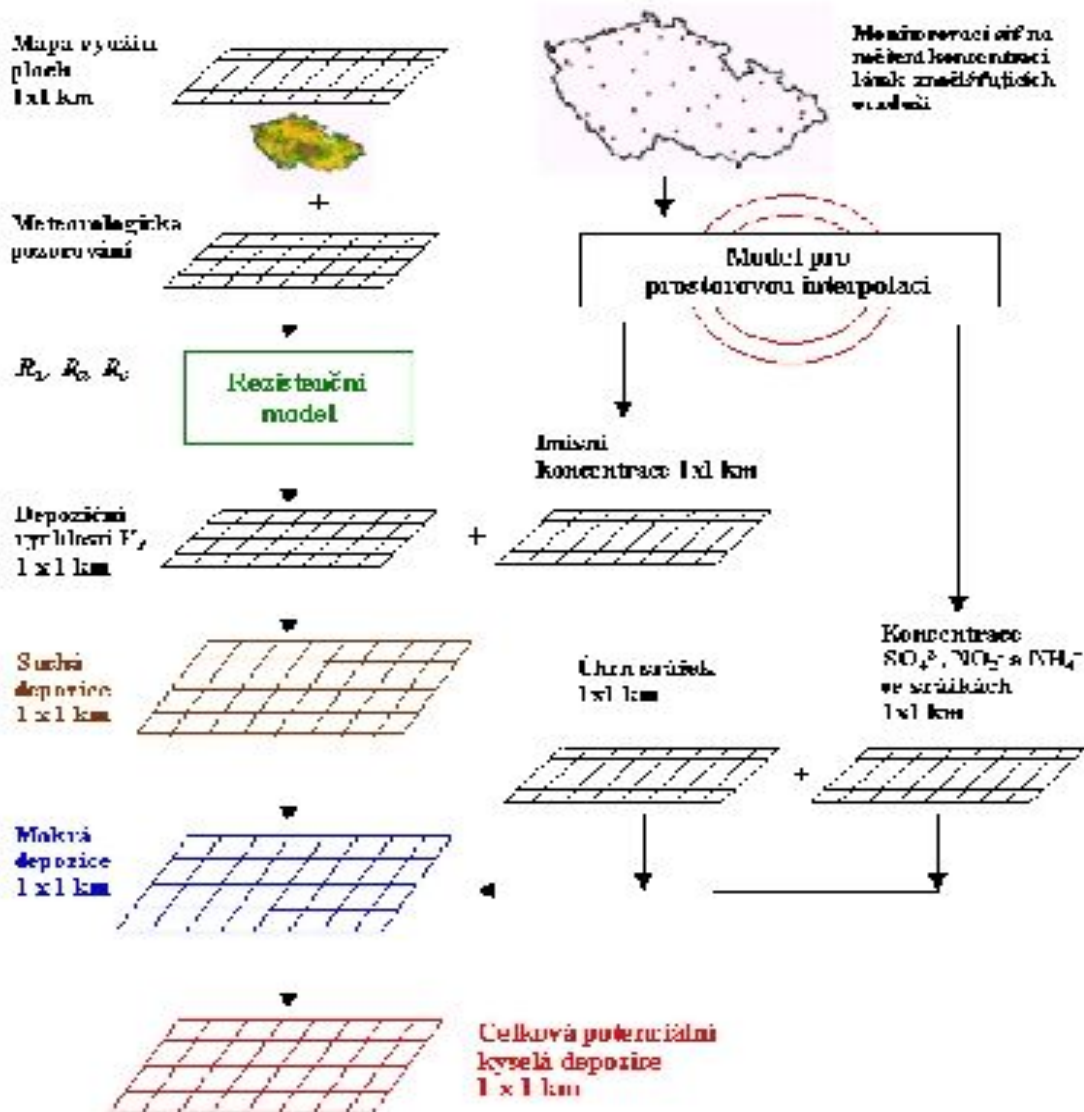 Mapa využití
ploch
1x1 km
Monitorovací síť na
měření koncentrací
látek znečišťujících
ovzduší
+
Meteorologická
pozorování
Model pro
prostorovou interpolaci
Rezistenční
model
Imisní
koncentrace 1x1 km
Depoziční
rychlosti V
1 x 1 km
+
Suchá
depozice
1 x 1 km
Úhrn srážek
1x1 km
Koncentrace
ve srážkách
1x1 km
+
Mokrá
depozice
1 x 1 km
Celková potenciální
kyselá depozice
1 x 1 km